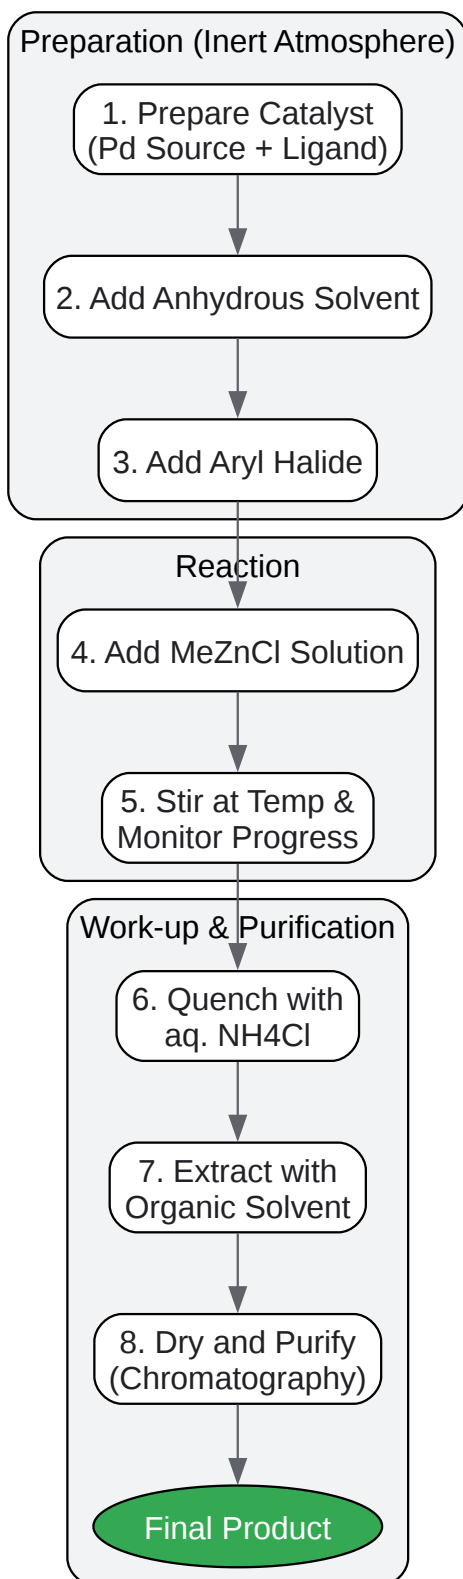 Preparation (Inert Atmosphere)
1. Prepare Catalyst
(Pd Source + Ligand)
2. Add Anhydrous Solvent
3. Add Aryl Halide
Reaction
4. Add MeZnCl Solution
5. Stir at Temp &
Monitor Progress
Work-up & Purification
6. Quench with
aq. NH4Cl
7. Extract with
Organic Solvent
8. Dry and Purify
(Chromatography)
Final Product